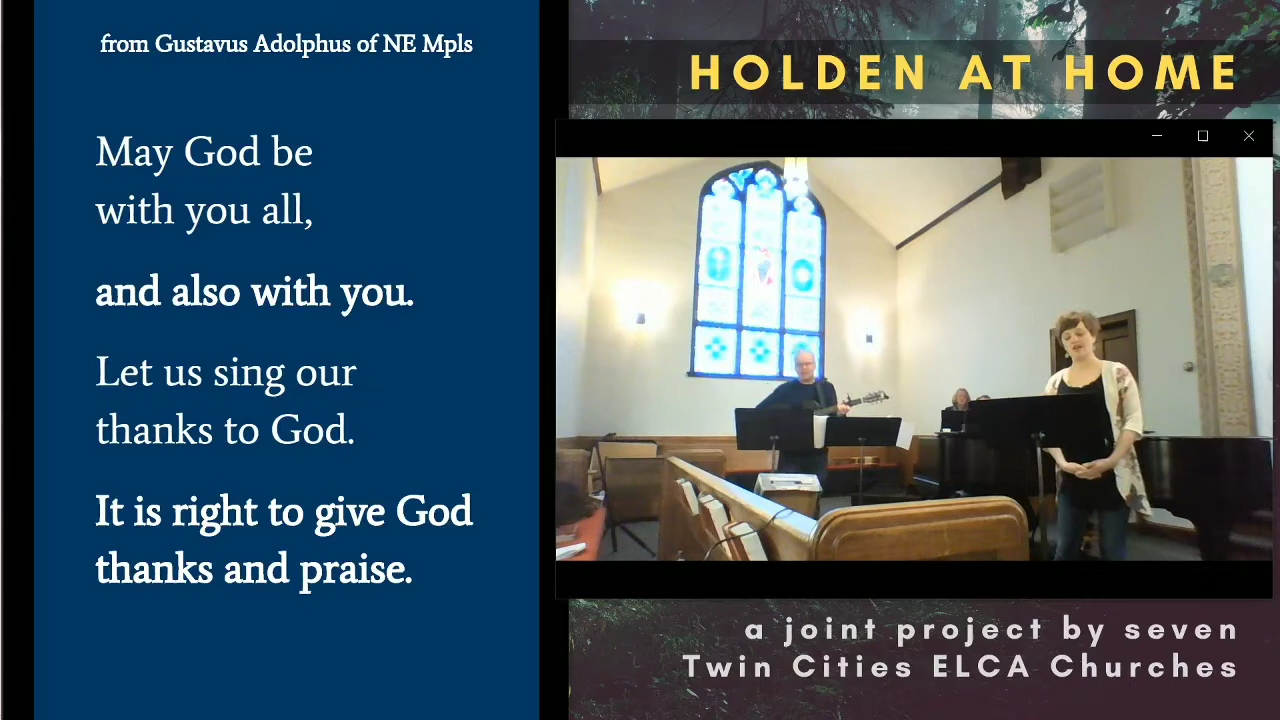 from Gustavus Adolphus of NE Mpls
May God be
with you all,
and also with you.
Let us sing our
thanks to God.
It is right to give God
thanks and praise.
HOLDEN AT HOME
a joint project by seven
Twin Cities ELCA Churches